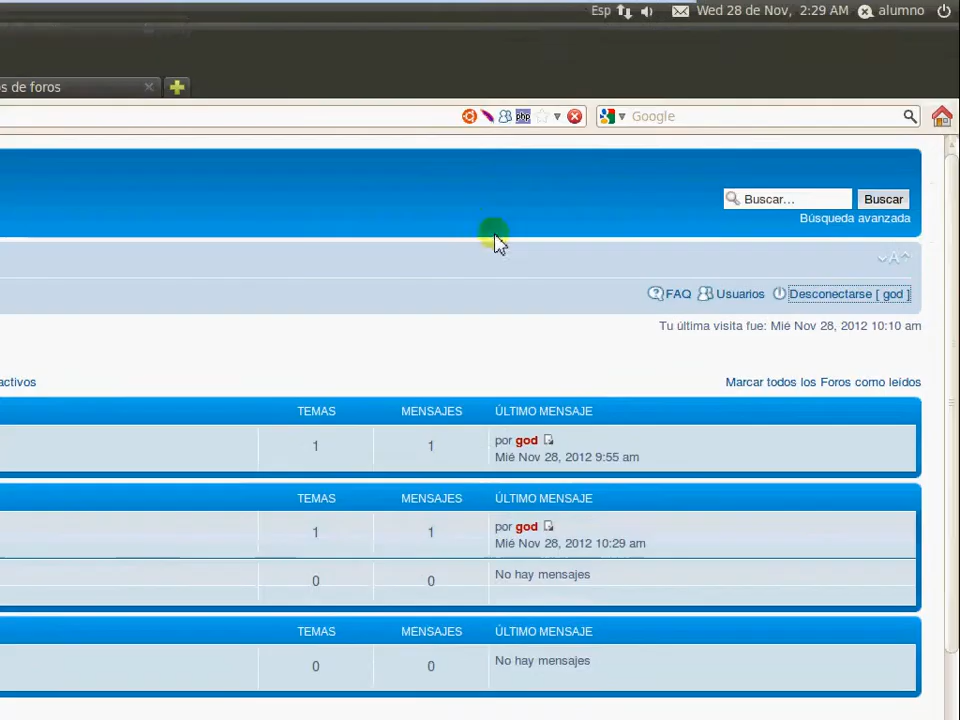 Esp Wed 28 de Nov, 2:29 AM alumno
s de foros
php Google
Buscar... Buscar
Búsqueda avanzada
A
FAQ Usuarios Desconectarse [ god ]
Tu última visita fue: Mié Nov 28, 2012 10:10 am
activos Marcar todos los Foros como leídos
TEMAS MENSAJES ÚLTIMO MENSAJE
1 1 por god
Mié Nov 28, 2012 9:55 am
TEMAS MENSAJES ÚLTIMO MENSAJE
1 1 por god
Mié Nov 28, 2012 10:29 am
0 0 No hay mensajes
TEMAS MENSAJES ÚLTIMO MENSAJE
0 0 No hay mensajes